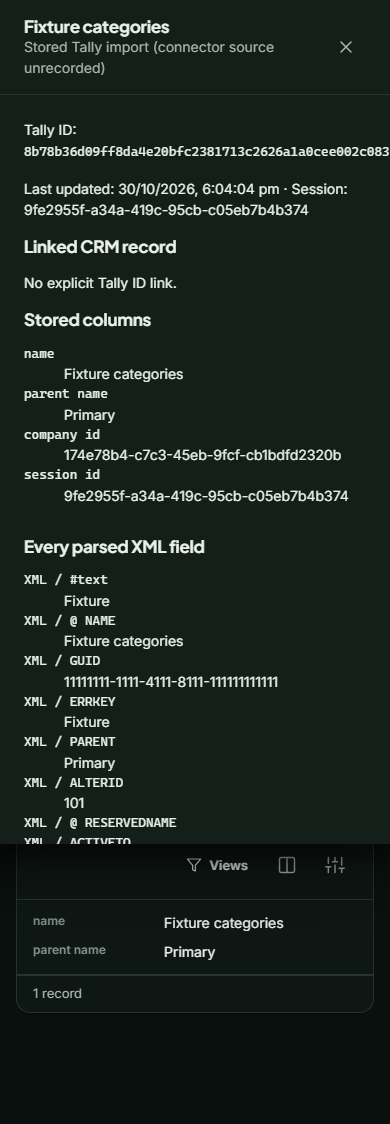 Fixture categories
Stored Tally import (connector source
unrecorded)
Tally ID:
8b78b36d09ff8da4e20bfc2381713c2626a1a0cee002c083
Last updated: 30/10/2026, 6:04:04 pm · Session:
9fe2955f-a34a-419c-95cb-c05eb7b4b374
Linked CRM record
No explicit Tally ID link.
Stored columns
name
Fixture categories
parent name
Primary
company id
174e78b4-c7c3-45eb-9fcf-cb1bdfd2320b
session id
9fe2955f-a34a-419c-95cb-c05eb7b4b374
Every parsed XML field
XML / #text
Fixture
XML / @ NAME
Fixture categories
XML / GUID
11111111-1111-4111-8111-111111111111
XML / ERRKEY
Fixture
XML / PARENT
Primary
XML / ALTERID
101
XML / @ RESERVEDNAME
XML / ACTIVETO
Views
name Fixture categories
parent name Primary
1 record